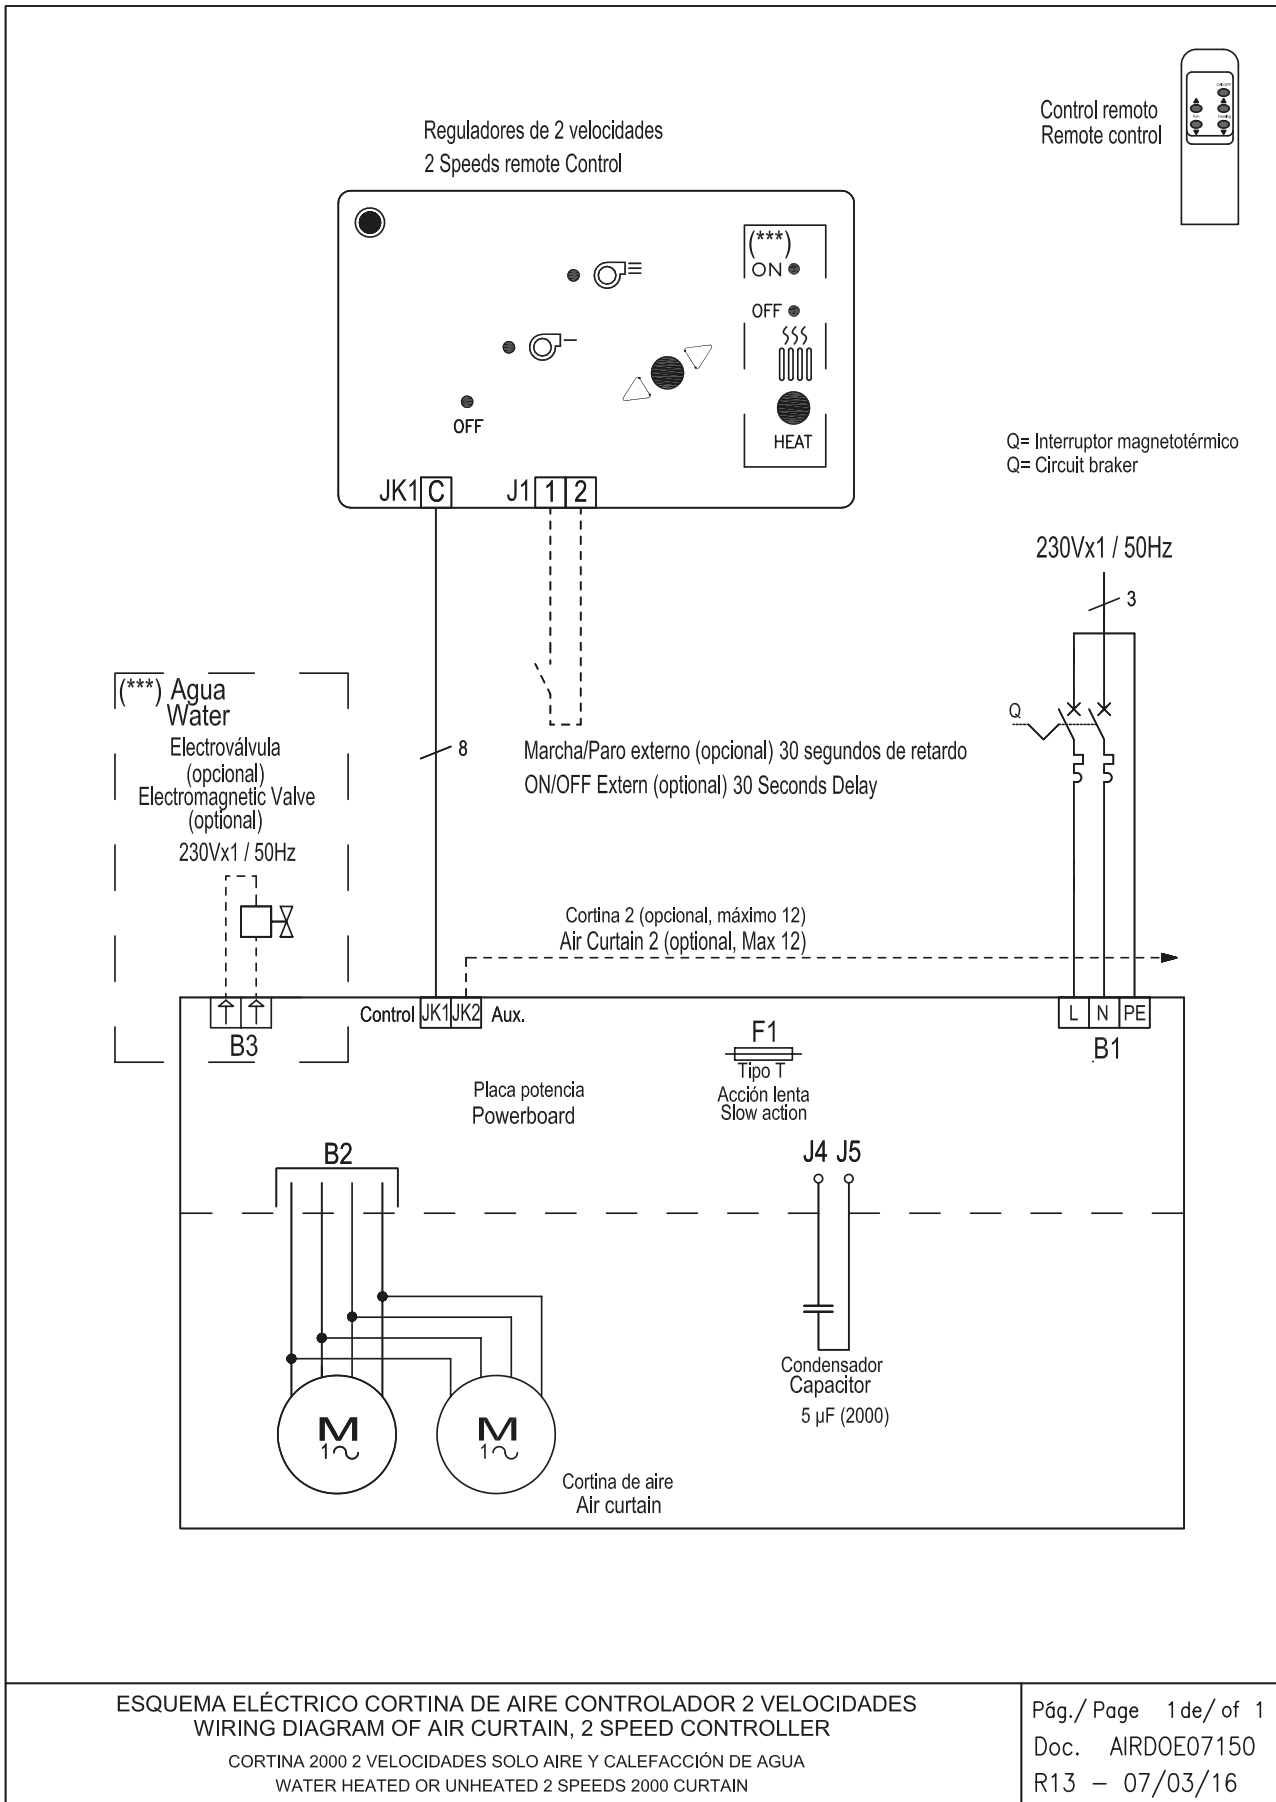 Control remoto
Remote control
ON/OFF
Fan
Heating
Reguladores de 2 velocidades
2 Speeds remote Control
(***)
ON
OFF
OFF
HEAT
JK1 C
J1 1 2
Q= Interruptor magnetotérmico
Q= Circuit braker
230Vx1 / 50Hz
3
Q
(***) Agua
Water
Electroválvula
(opcional)
Electromagnetic Valve
(optional)
230Vx1 / 50Hz
8
Marcha/Paro externo (opcional) 30 segundos de retardo
ON/OFF Extern (optional) 30 Seconds Delay
Cortina 2 (opcional, máximo 12)
Air Curtain 2 (optional, Max 12)
B3
Control JK1 JK2 Aux.
L N PE
B1
F1
Tipo T
Acción lenta
Slow action
Placa potencia
Powerboard
B2
J4 J5
Condensador
Capacitor
5 µF (2000)
M
1
M
1
Cortina de aire
Air curtain
ESQUEMA ELÉCTRICO CORTINA DE AIRE CONTROLADOR 2 VELOCIDADES
WIRING DIAGRAM OF AIR CURTAIN, 2 SPEED CONTROLLER
CORTINA 2000 2 VELOCIDADES SOLO AIRE Y CALEFACCIÓN DE AGUA
WATER HEATED OR UNHEATED 2 SPEEDS 2000 CURTAIN
Pág./ Page 1 de/ of 1
Doc. AIRDOE07150
R13 - 07/03/16